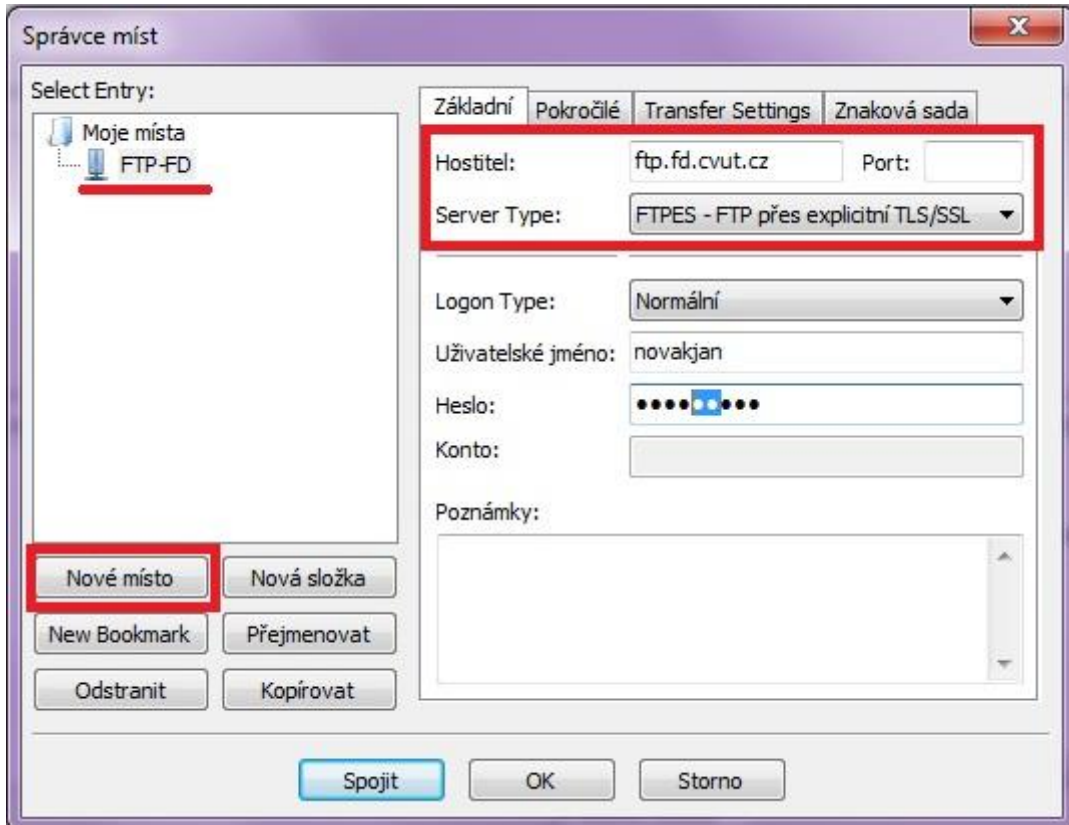 Správce míst
Select Entry:
Moje místa
FTP-FD
Nové místo
Nová složka
New Bookmark
Přejmenovat
Odstranit
Kopírovat
Základní
Pokročilé
Transfer Settings
Znaková sada
Hostitel: ftp.fd.cvut.cz Port:
Server Type: FTPES - FTP přes explicitní TLS/SSL
Logon Type: Normální
Uživatelské jméno: novakjan
Heslo: •••••••••
Konto:
Poznámky:
Spojit
OK
Storno